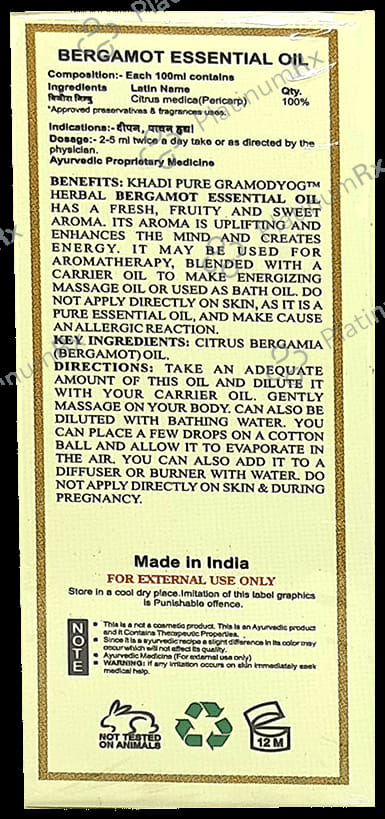 BERGAMOT ESSENTIAL OIL
Composition:- Each 100ml contains
Ingredients Latin Name Qty.
Citrus medica(Pericarp) 100%
*Approved preservatives & fragrances uses.
Indications:- दीपन, पाचन हृद्य।
Dosage:- 2-5 ml twice a day take or as directed by the
physician.
Ayurvedic Proprietary Medicine
BENEFITS: KHADI PURE GRAMODYOG™
HERBAL BERGAMOT ESSENTIAL OIL
HAS A FRESH, FRUITY AND SWEET
AROMA. ITS AROMA IS UPLIFTING AND
ENHANCES THE MIND AND CREATES
ENERGY. IT MAY BE USED FOR
AROMATHERAPY, BLENDED WITH A
CARRIER OIL TO MAKE ENERGIZING
MASSAGE OIL OR USED AS BATH OIL. DO
NOT APPLY DIRECTLY ON SKIN, AS IT IS A
PURE ESSENTIAL OIL, AND MAKE CAUSE
AN ALLERGIC REACTION.
KEY INGREDIENTS: CITRUS BERGAMIA
(BERGAMOT) OIL.
DIRECTIONS: TAKE AN ADEQUATE
AMOUNT OF THIS OIL AND DILUTE IT
WITH YOUR CARRIER OIL. GENTLY
MASSAGE ON YOUR BODY. CAN ALSO BE
DILUTED WITH BATHING WATER. YOU
CAN PLACE A FEW DROPS ON A COTTON
BALL AND ALLOW IT TO EVAPORATE IN
THE AIR. YOU CAN ALSO ADD IT TO A
DIFFUSER OR BURNER WITH WATER. DO
NOT APPLY DIRECTLY ON SKIN & DURING
PREGNANCY.
Made in India
FOR EXTERNAL USE ONLY
Store in a cool dry place.Imitation of this label graphics
is Punishable offence.
NOTE
• This is a not a cosmetic product. This is an Ayurvedic product
and it Contains Therapeutic Properties.
• Since it is a ayurvedic recipe a slight difference in its color may
occur which will not effect its quality.
• Ayurvedic Medicine (For external use only)
• WARNING: If any irritation occurs on skin immediately seek
medical help.
NOT TESTED
ON ANIMALS
12 M
PlatinumRx
PlatinumRx
PlatinumRx